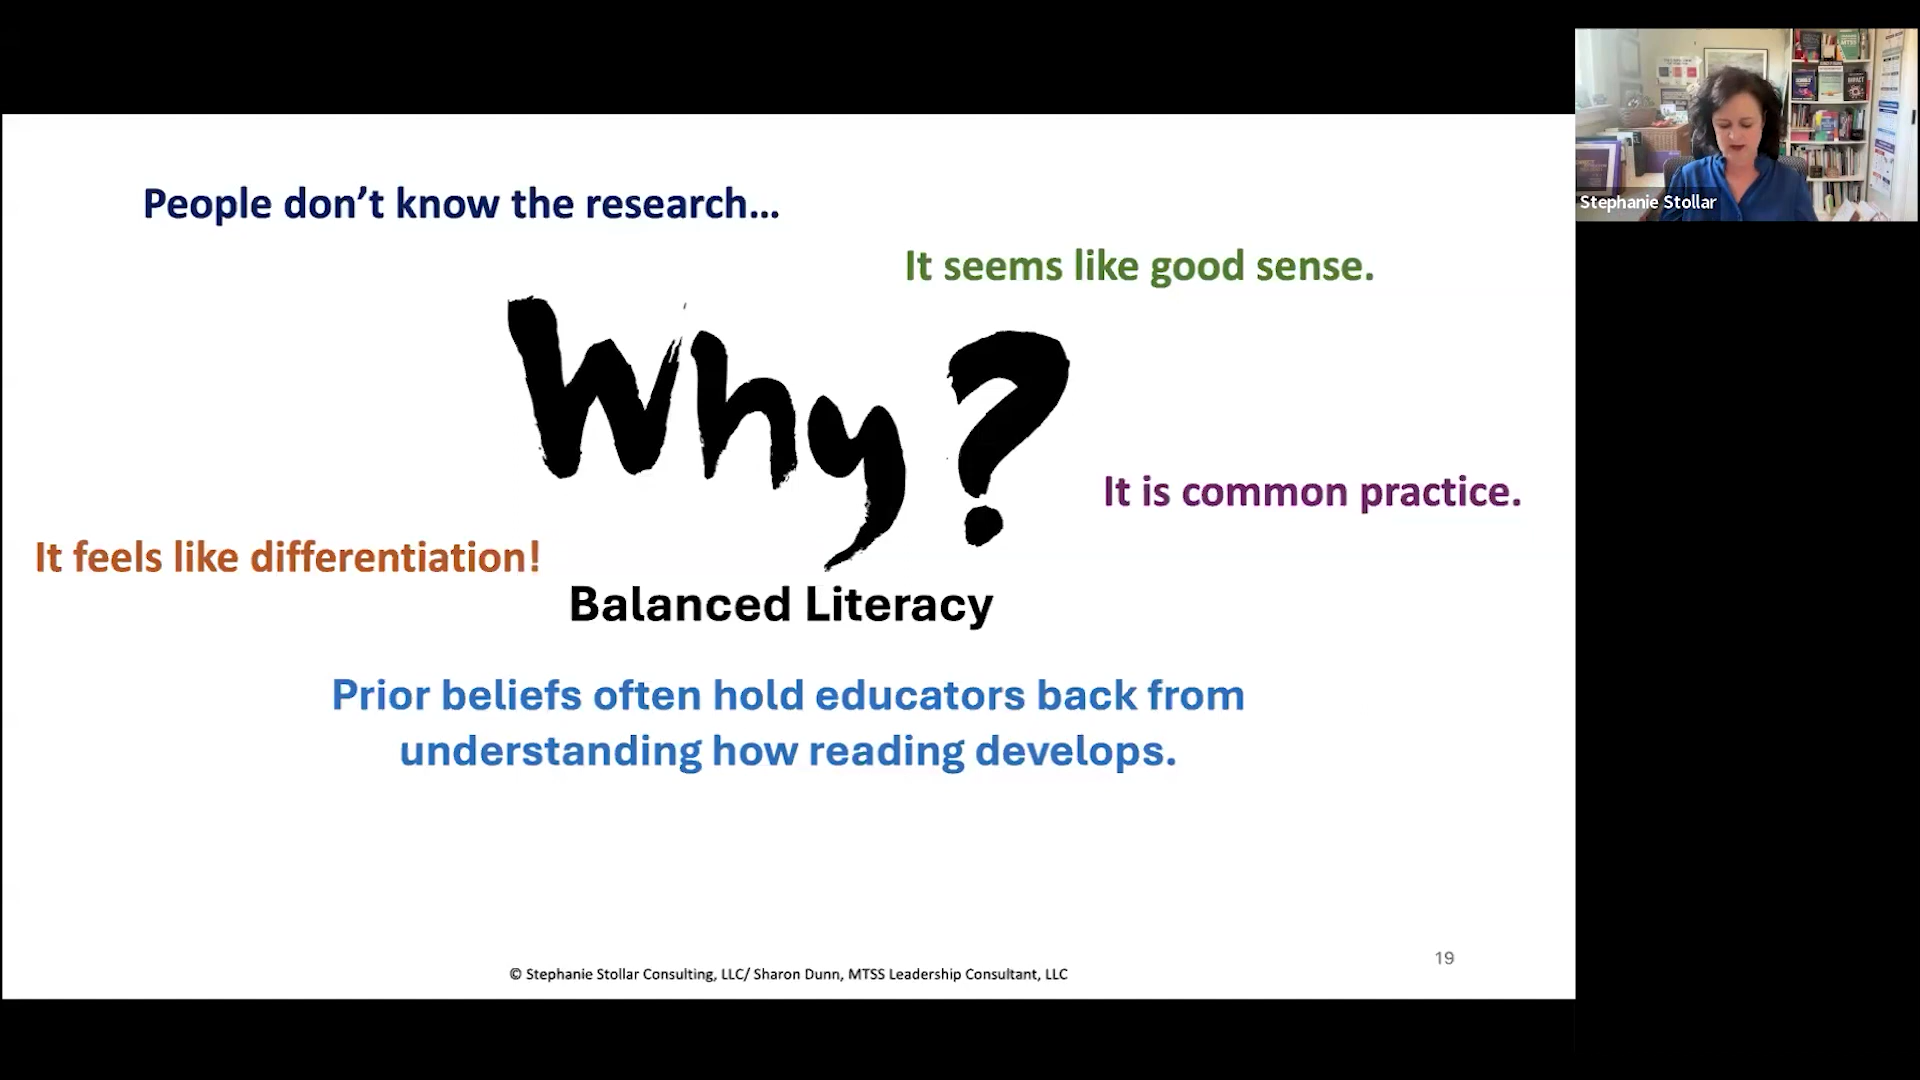 People don't know the research...
It seems like good sense.
Why?
It is common practice.
It feels like differentiation!
Balanced Literacy
Prior beliefs often hold educators back from
understanding how reading develops.
19
© Stephanie Stollar Consulting, LLC/ Sharon Dunn, MTSS Leadership Consultant, LLC
Stephanie Stollar